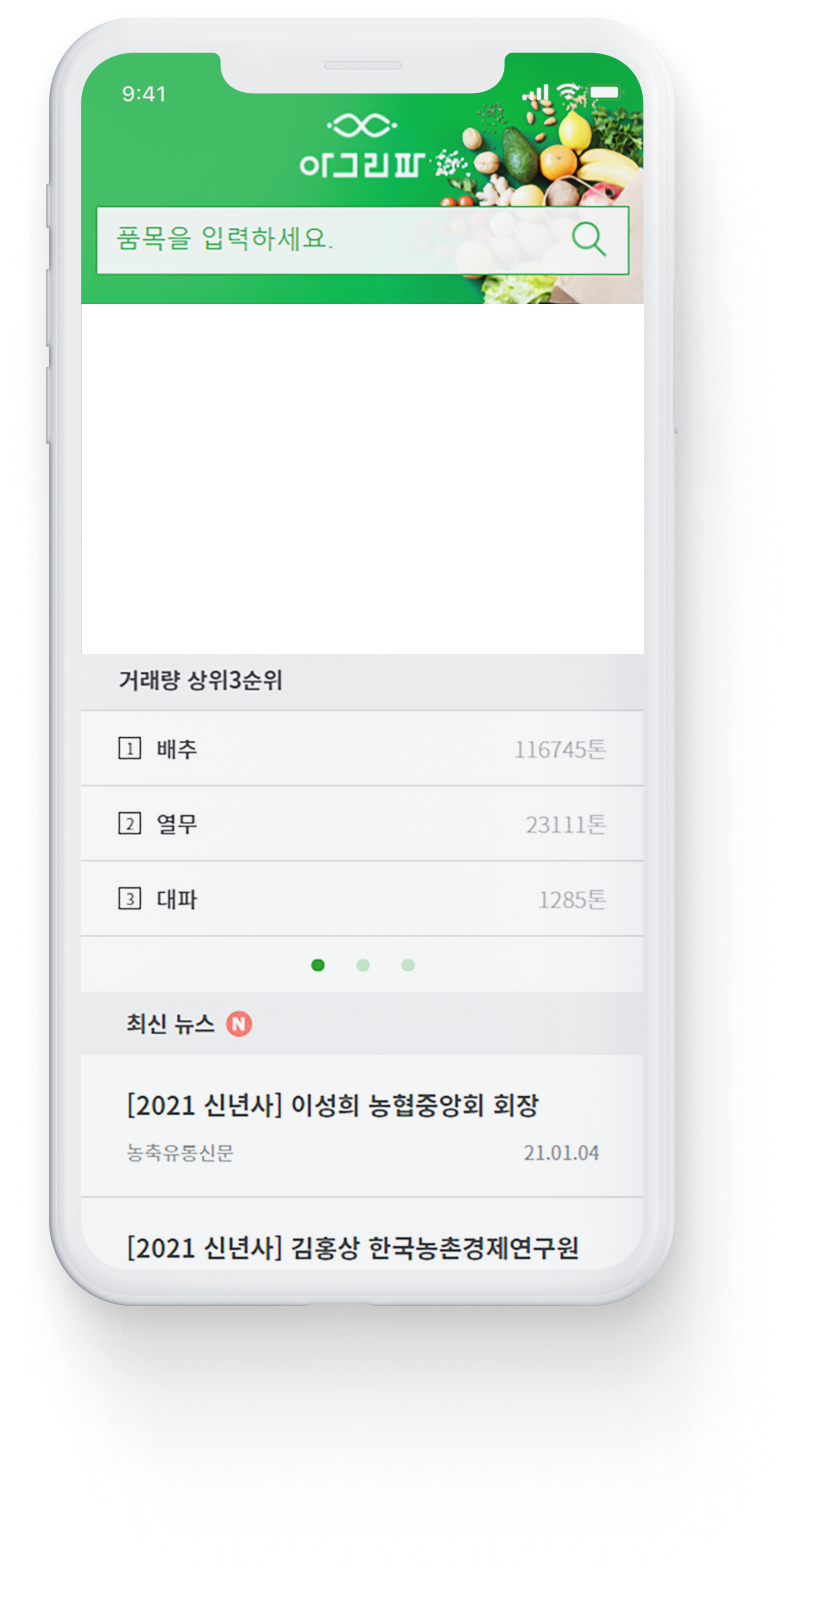 9:41
아그리파
품목을 입력하세요.
거래량 상위3순위
1 배추 116745톤
2 열무 23111톤
3 대파 1285톤
최신 뉴스 N
[2021 신년사] 이성희 농협중앙회 회장
농축유통신문 21.01.04
[2021 신년사] 김홍상 한국농촌경제연구원